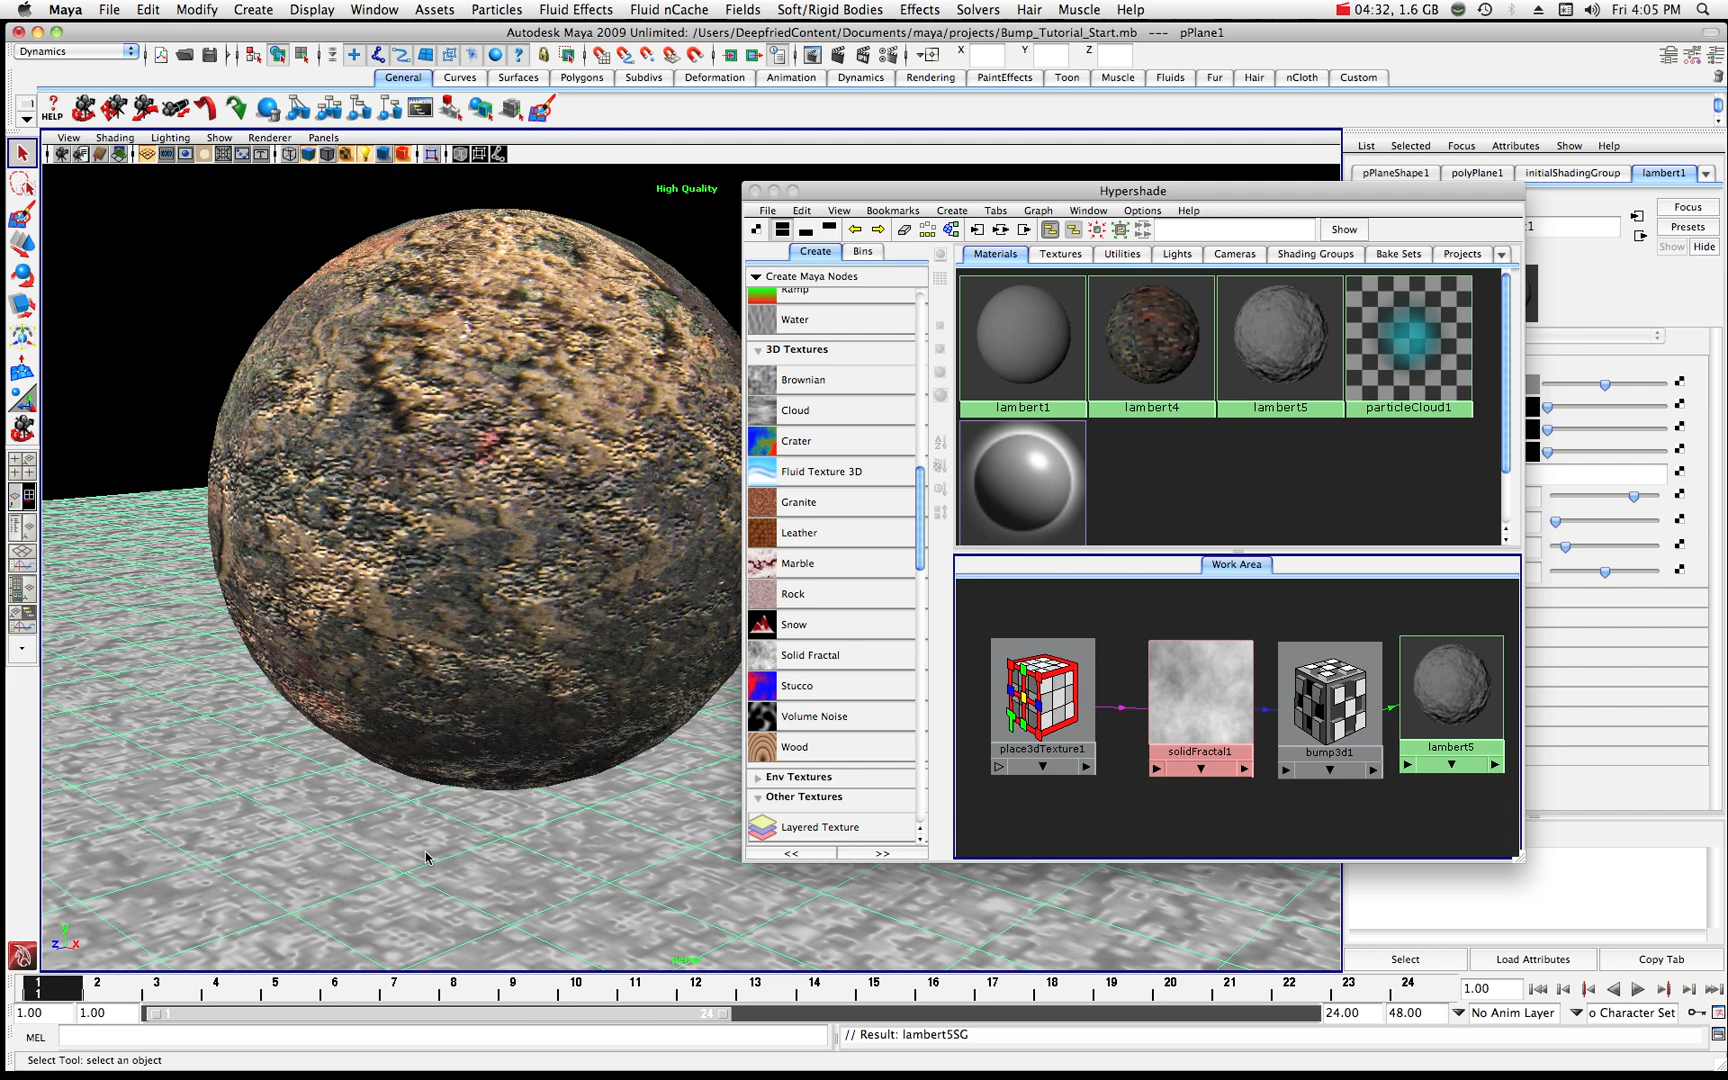 Maya File Edit Modify Create Display Window Assets Particles Fluid Effects Fluid nCache Fields Soft/Rigid Bodies Effects Solvers Hair Muscle Help 04:32, 1.6 GB Fri 4:05 PM
Autodesk Maya 2009 Unlimited: /Users/DeepfriedContent/Documents/maya/projects/Bump_Tutorial_Start.mb --- pPlane1
Dynamics X Y Z
General Curves Surfaces Polygons Subdivs Deformation Animation Dynamics Rendering PaintEffects Toon Muscle Fluids Fur Hair nCloth Custom
? HELP
View Shading Lighting Show Renderer Panels
List Selected Focus Attributes Show Help
pPlaneShape1 polyPlane1 initialShadingGroup lambert1
High Quality
Hypershade
Focus
Presets
Show Hide
File Edit View Bookmarks Create Tabs Graph Window Options Help
Show
Create Bins
Materials Textures Utilities Lights Cameras Shading Groups Bake Sets Projects
Create Maya Nodes
Ramp
Water
3D Textures
Brownian
Cloud
Crater
Fluid Texture 3D
Granite
Leather
Marble
Rock
Snow
Solid Fractal
Stucco
Volume Noise
Wood
Env Textures
Other Textures
Layered Texture
<< >>
lambert1 lambert4 lambert5 particleCloud1
Work Area
place3dTexture1 solidFractal1 bump3d1 lambert5
y
z x
persp
Select Load Attributes Copy Tab
1 2 3 4 5 6 7 8 9 10 11 12 13 14 15 16 17 18 19 20 21 22 23 24
1 1.00
1.00 1.00 1 24 24.00 48.00 No Anim Layer o Character Set
MEL // Result: lambert5SG
Select Tool: select an object